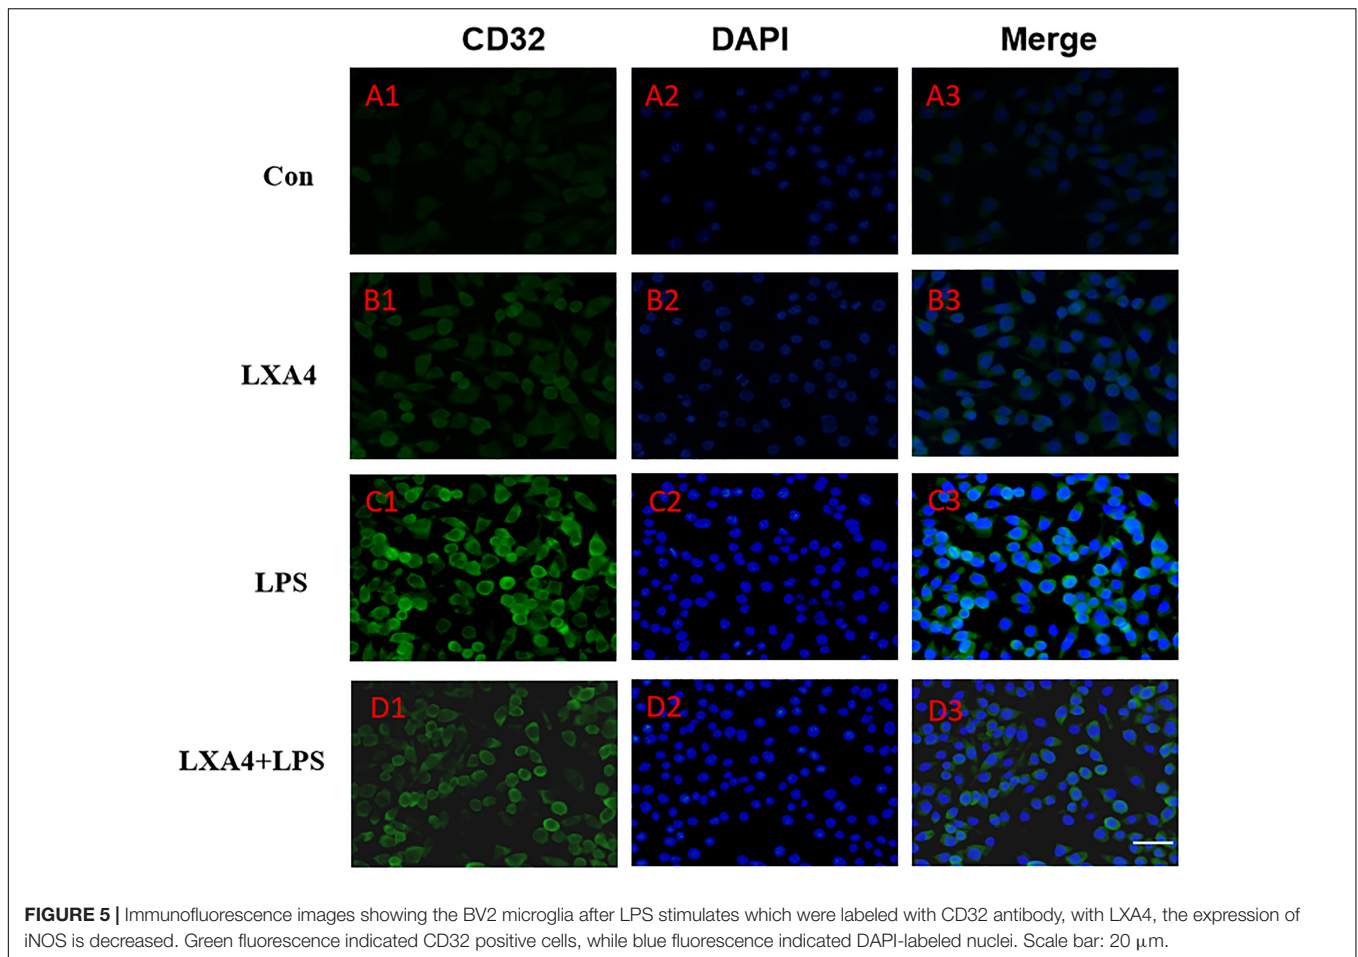 CD32 DAPI Merge
Con A1 A2 A3
LXA4 B1 B2 B3
LPS C1 C2 C3
LXA4+LPS D1 D2 D3
FIGURE 5 | Immunofluorescence images showing the BV2 microglia after LPS stimulates which were labeled with CD32 antibody, with LXA4, the expression of
iNOS is decreased. Green fluorescence indicated CD32 positive cells, while blue fluorescence indicated DAPI-labeled nuclei. Scale bar: 20 μm.